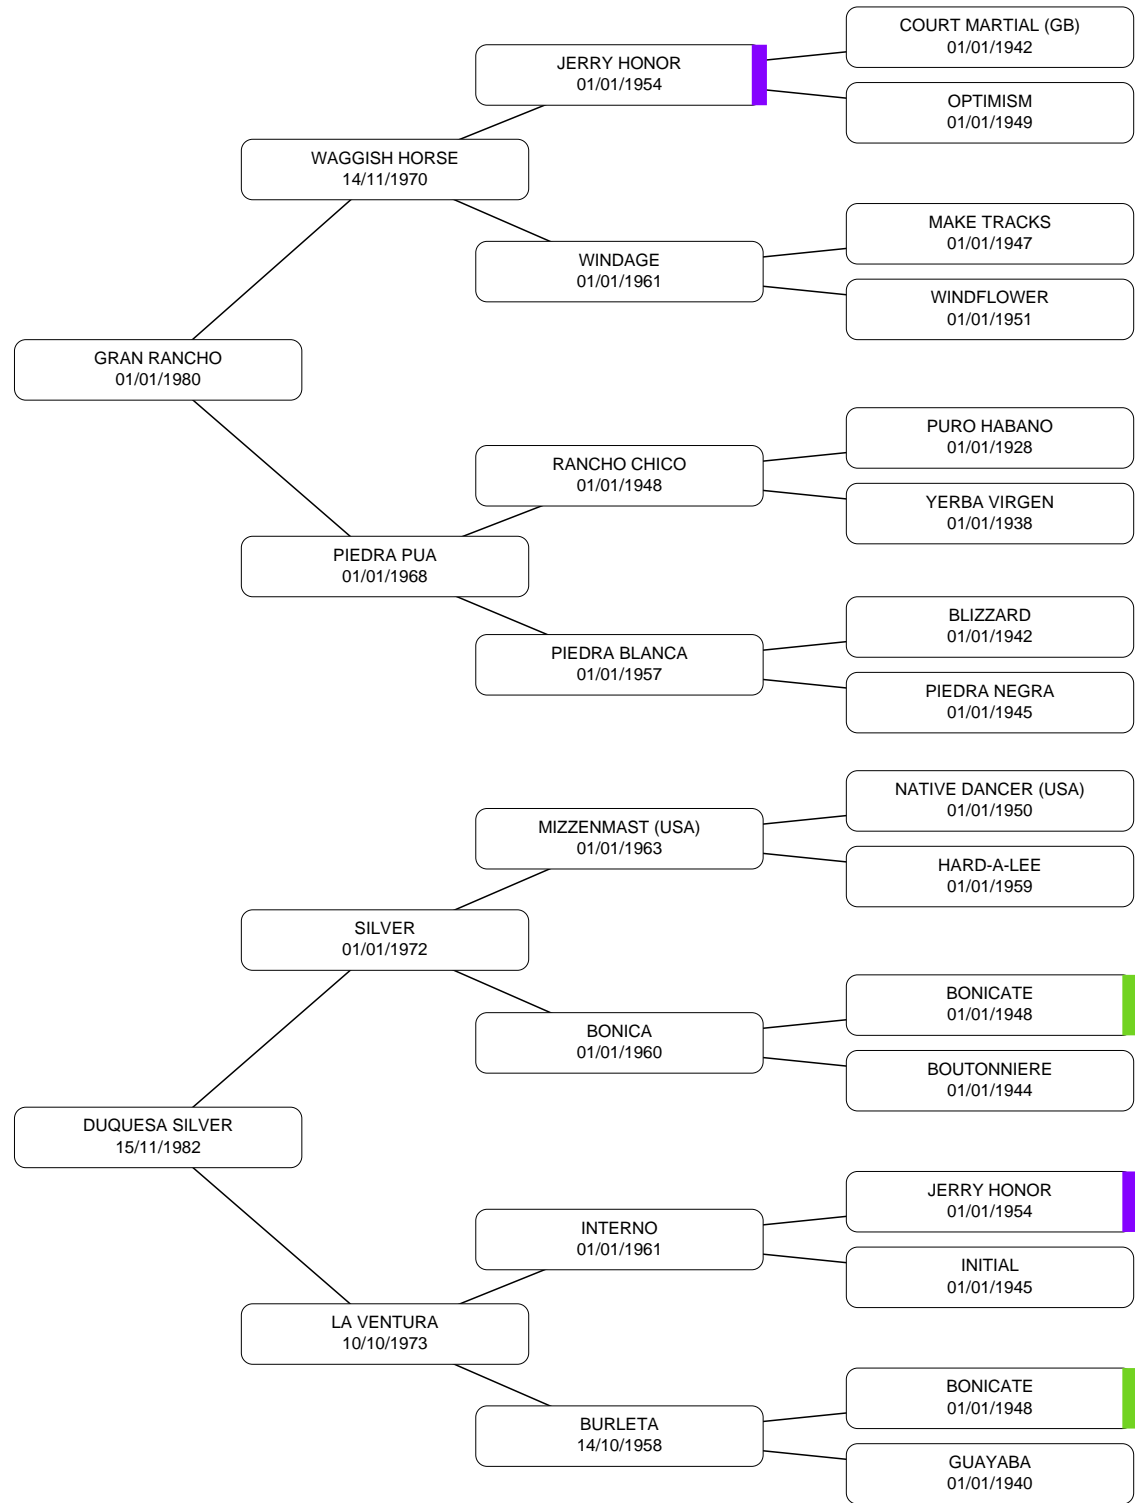 COURT MARTIAL (GB)
01/01/1942
JERRY HONOR
01/01/1954
OPTIMISM
01/01/1949
WAGGISH HORSE
14/11/1970
MAKE TRACKS
01/01/1947
WINDAGE
01/01/1961
WINDFLOWER
01/01/1951
GRAN RANCHO
01/01/1980
PURO HABANO
01/01/1928
RANCHO CHICO
01/01/1948
YERBA VIRGEN
01/01/1938
PIEDRA PUA
01/01/1968
BLIZZARD
01/01/1942
PIEDRA BLANCA
01/01/1957
PIEDRA NEGRA
01/01/1945
NATIVE DANCER (USA)
01/01/1950
MIZZENMAST (USA)
01/01/1963
HARD-A-LEE
01/01/1959
SILVER
01/01/1972
BONICATE
01/01/1948
BONICA
01/01/1960
BOUTONNIERE
01/01/1944
DUQUESA SILVER
15/11/1982
JERRY HONOR
01/01/1954
INTERNO
01/01/1961
INITIAL
01/01/1945
LA VENTURA
10/10/1973
BONICATE
01/01/1948
BURLETA
14/10/1958
GUAYABA
01/01/1940